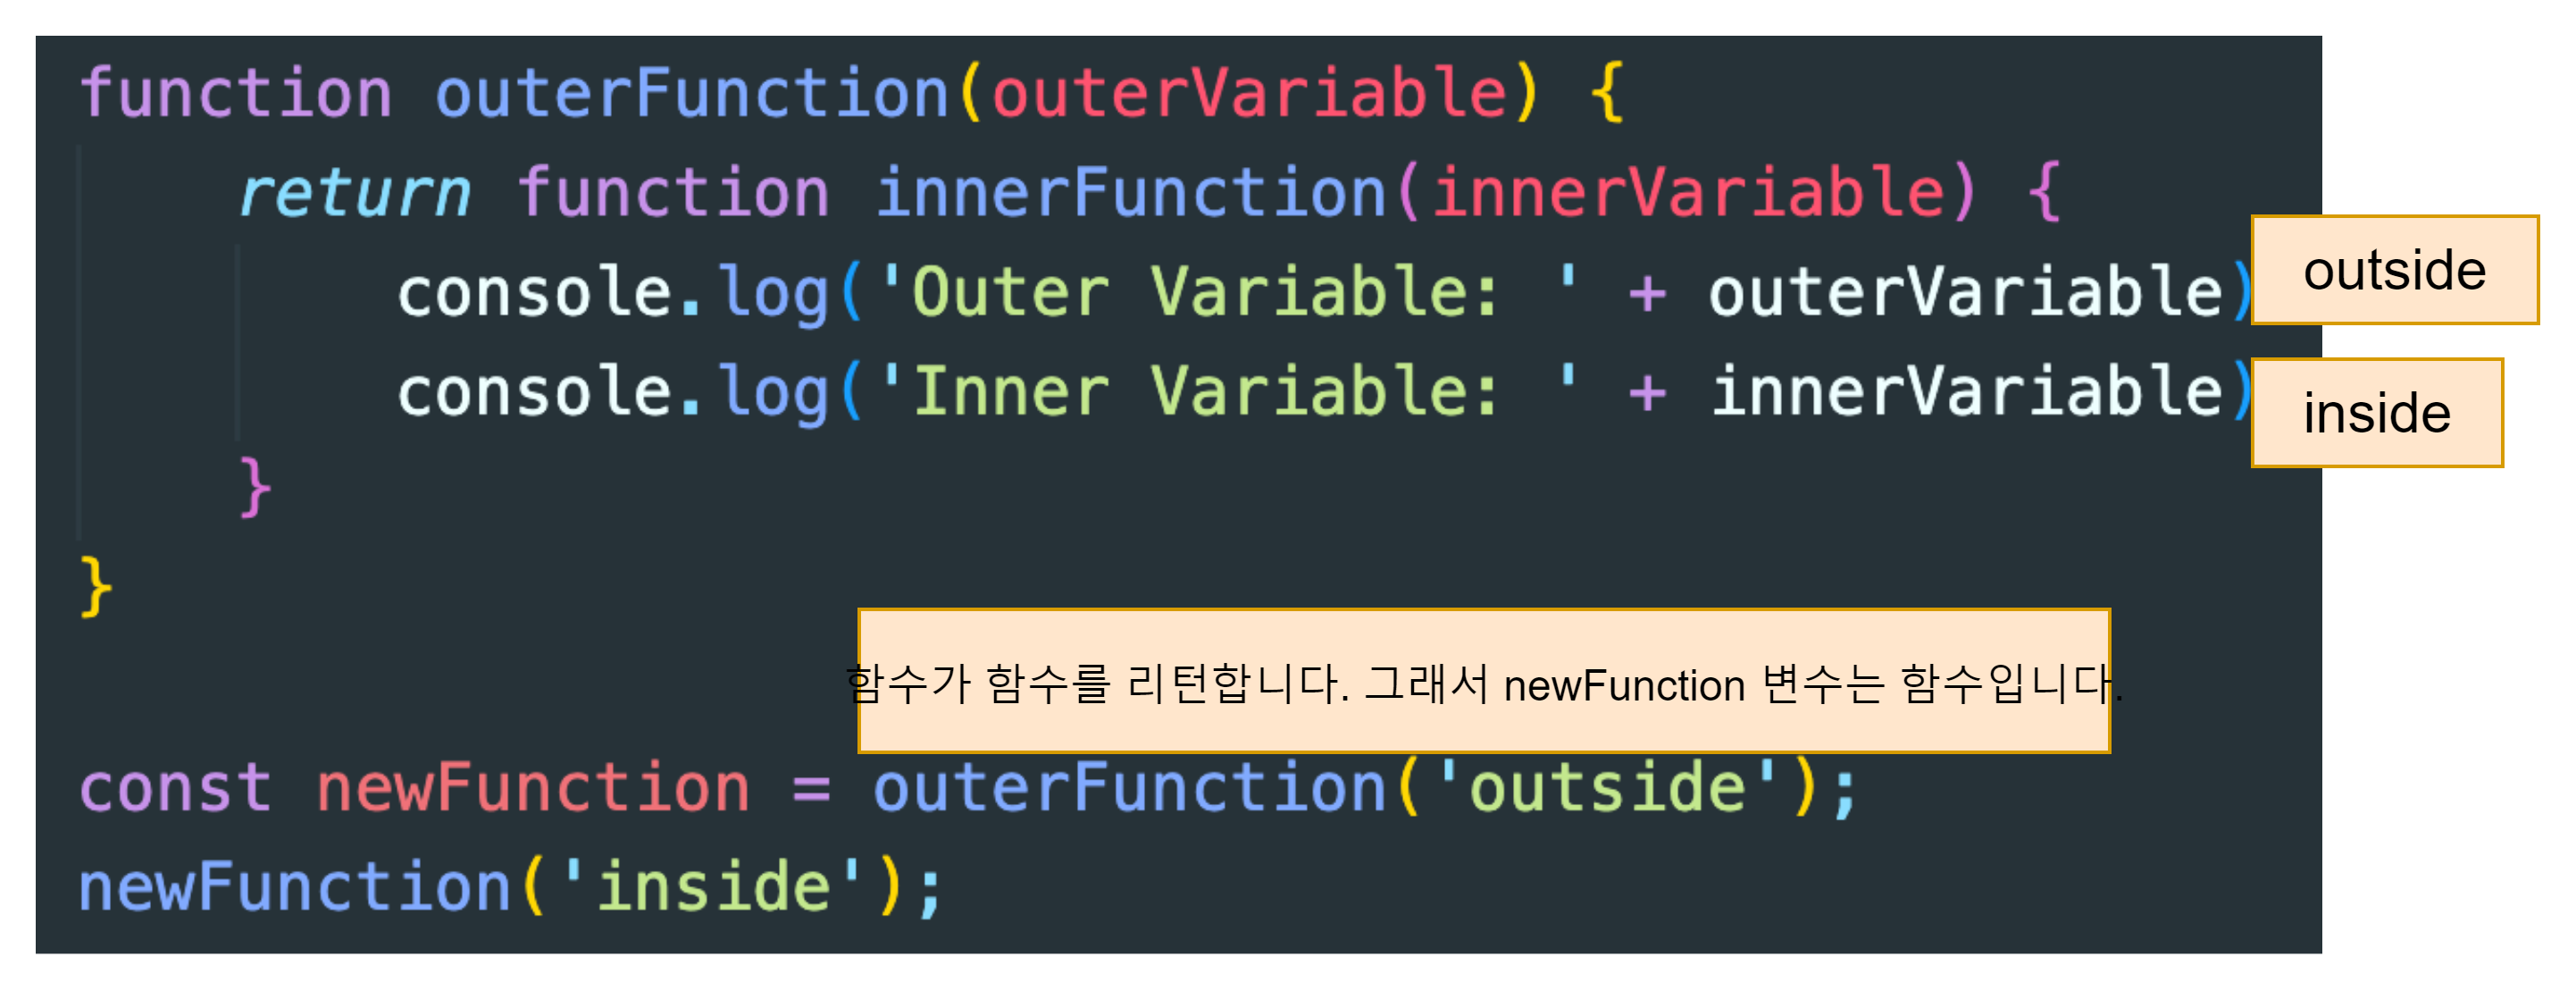 function outerFunction(outerVariable) {
return function innerFunction(innerVariable) {
console.log('Outer Variable: ' + outerVariable)
outside
console.log('Inner Variable: ' + innerVariable)
inside
}
}
함수가 함수를 리턴합니다. 그래서 newFunction 변수는 함수입니다.
const newFunction = outerFunction('outside');
newFunction('inside');